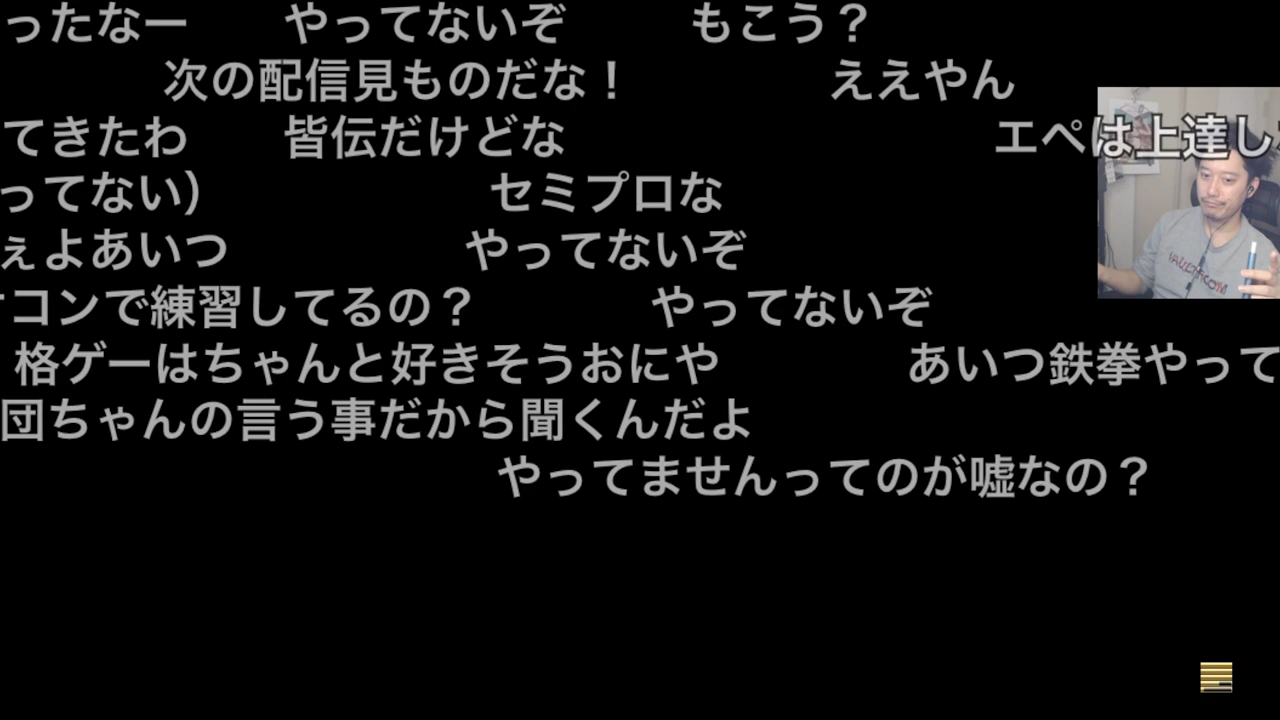 ったなー やってないぞ もこう？
次の配信見ものだな！ ええやん
てきたわ 皆伝だけどな エペは上達し
ってない） セミプロな
ぇよあいつ やってないぞ
コンで練習してるの？ やってないぞ
格ゲーはちゃんと好きそうおにや あいつ鉄拳やって
団ちゃんの言う事だから聞くんだよ
やってませんってのが嘘なの？